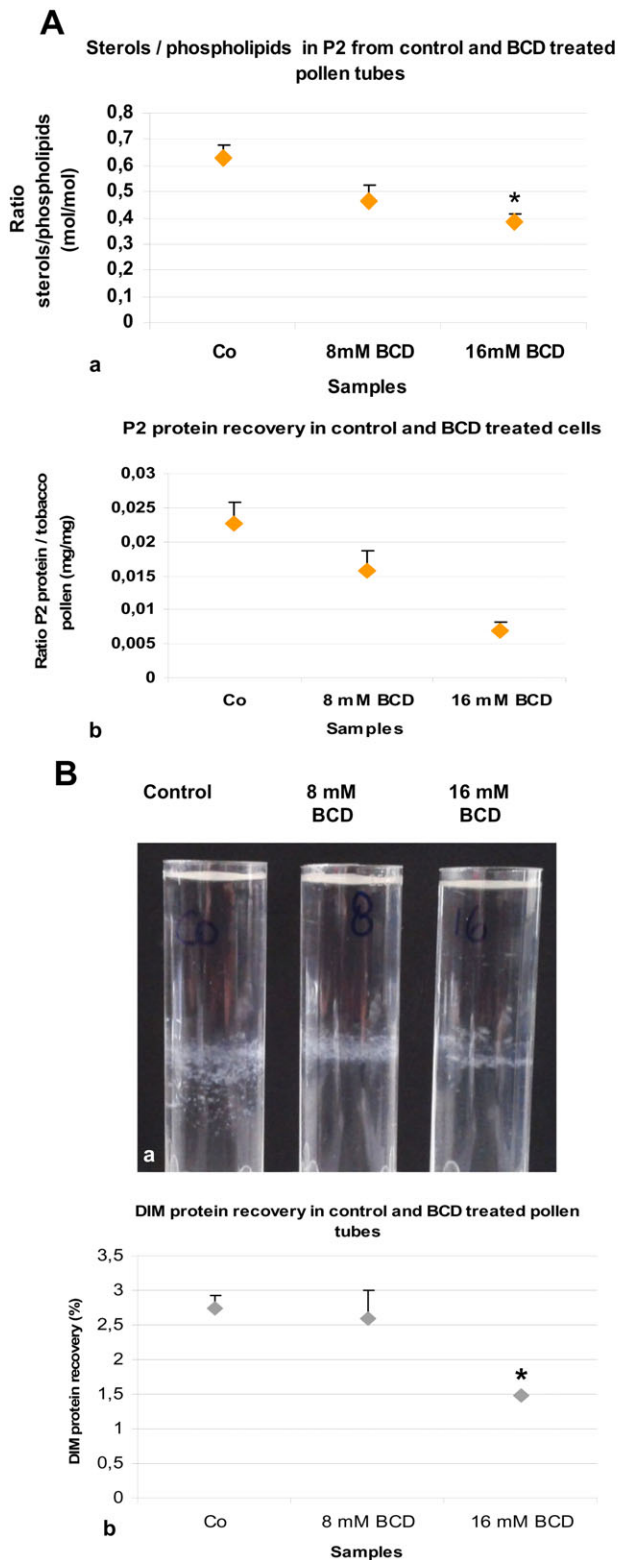 A
Sterols / phospholipids in P2 from control and BCD treated
pollen tubes
Ratio
sterols/phospholipids
(mol/mol)
0,8
0,7
0,6
0,5
0,4
0,3
0,2
0,1
0
*
Co
8mM BCD
16mM BCD
a
Samples
P2 protein recovery in control and BCD treated cells
Ratio P2 protein / tobacco
pollen (mg/mg)
0,03
0,025
0,02
0,015
0,01
0,005
0
Co
8 mM BCD
16 mM BCD
b
Samples
B
Control
8 mM
BCD
16 mM
BCD
Co
8
16
a
DIM protein recovery in control and BCD treated pollen
tubes
DIM protein recovery (%)
3,5
3
2,5
2
1,5
1
0,5
0
*
Co
8 mM BCD
16 mM BCD
b
Samples